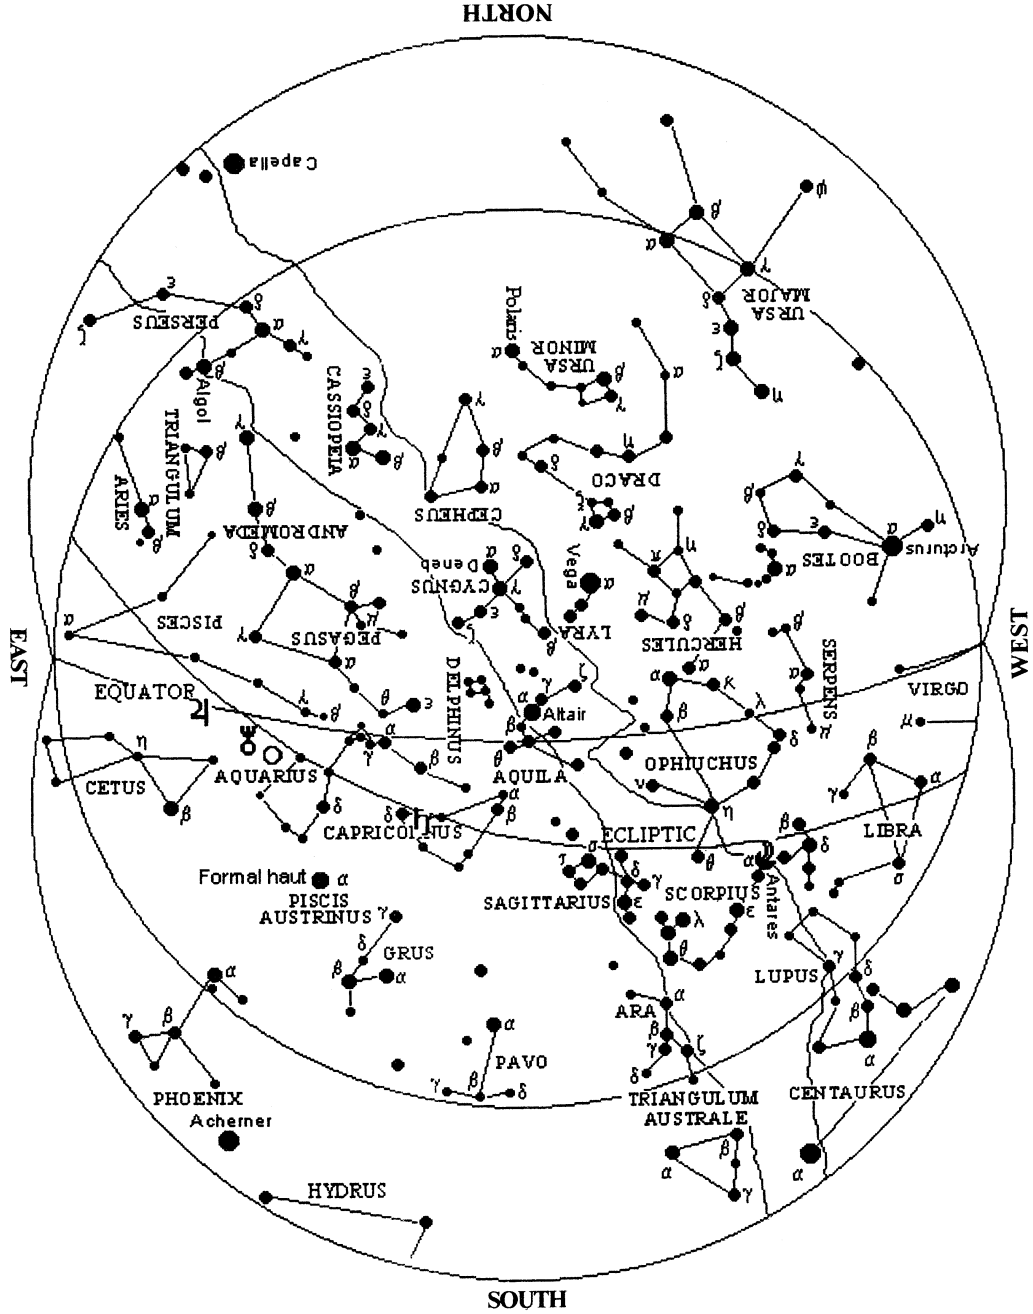 NORTH
Capella
ψ
β
α
γ
URSA MAJOR
δ
ε
ζ
η
ε
δ
PERSEUS
α
γ
ζ
β
Algol
Polaris
α
URSA MINOR
β
γ
α
CASSIOPEIA
ε
δ
γ
α
β
γ
β
α
CEPHEUS
η
δ
DRACO
ξ
β
γ
TRIANGULUM
β
ARIES
α
β
γ
β
ANDROMEDA
δ
α
γ
β
δ
ε
α
η
Arcturus
BOOTES
α
Deneb
α
δ
CYGNUS
γ
ε
ζ
β
Vega
α
LYRA
π
η
μ
δ
β
HERCULES
PISCES
α
γ
β
β
μ
PEGASUS
γ
α
θ
ε
EAST
WEST
EQUATOR
DELPHINUS
ζ
γ
α
Altair
β
θ
AQUILA
α
α
κ
λ
β
δ
OPHIUCHUS
ν
η
θ
SERPENS
β
α
μ
VIRGO
μ
♃
♆
CETUS
η
β
AQUARIUS
α
γ
β
δ
CAPRICORNUS
δ
♄
α
β
ECLIPTIC
β
α
γ
LIBRA
σ
Formal haut
α
PISCIS
AUSTRINUS
γ
δ
GRUS
β
α
SAGITTARIUS
σ
τ
δ
γ
ε
SCORPIUS
α
Antares
β
δ
ε
λ
θ
LUPUS
γ
δ
β
α
α
γ
β
PHOENIX
Acherner
α
PAVO
γ
β
δ
ARA
α
β
γ
ζ
δ
TRIANGULUM
AUSTRALE
β
α
γ
CENTAURUS
α
HYDRUS
SOUTH